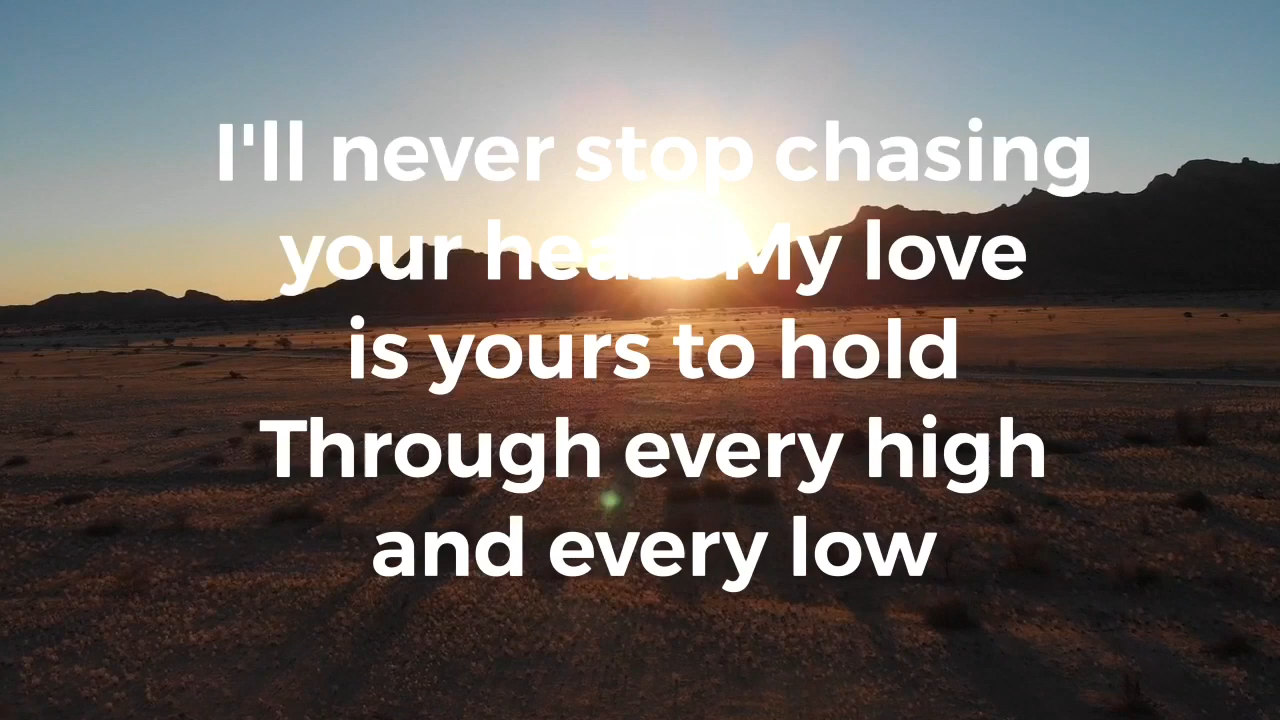 I'll never stop chasing
your heart My love
is yours to hold
Through every high
and every low